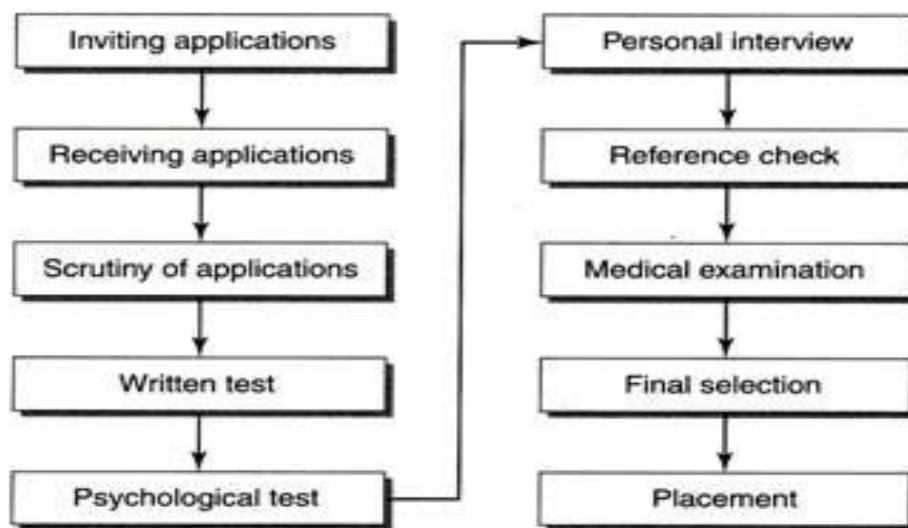 Inviting applications
Receiving applications
Scrutiny of applications
Written test
Psychological test
Personal interview
Reference check
Medical examination
Final selection
Placement